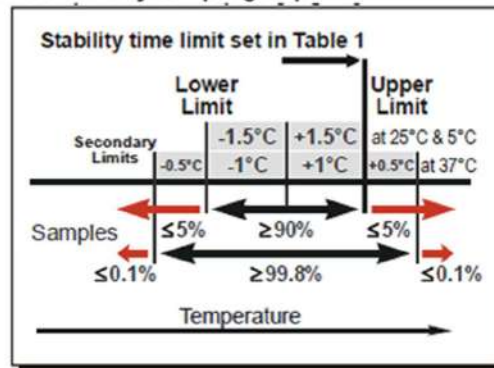 Stability time limit set in Table 1
Lower Limit
Upper Limit
-1.5°C +1.5°C at 25°C & 5°C
Secondary Limits
-0.5°C -1°C +1°C +0.5°C at 37°C
Samples
≤5% ≥90% ≤5%
≤0.1% ≥99.8% ≤0.1%
Temperature